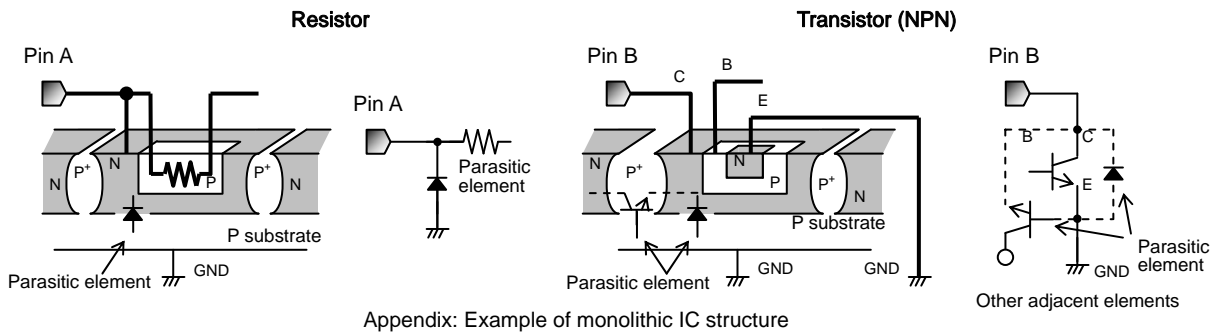 Resistor
Transistor (NPN)
Pin A
Pin A
N
P+
N
P
P+
N
Parasitic element
P substrate
GND
Parasitic
element
Pin B
C
B
E
N
P+
N
P
P+
N
P substrate
Parasitic element
GND
GND
Pin B
B
C
E
GND
Parasitic
element
Other adjacent elements
Appendix: Example of monolithic IC structure